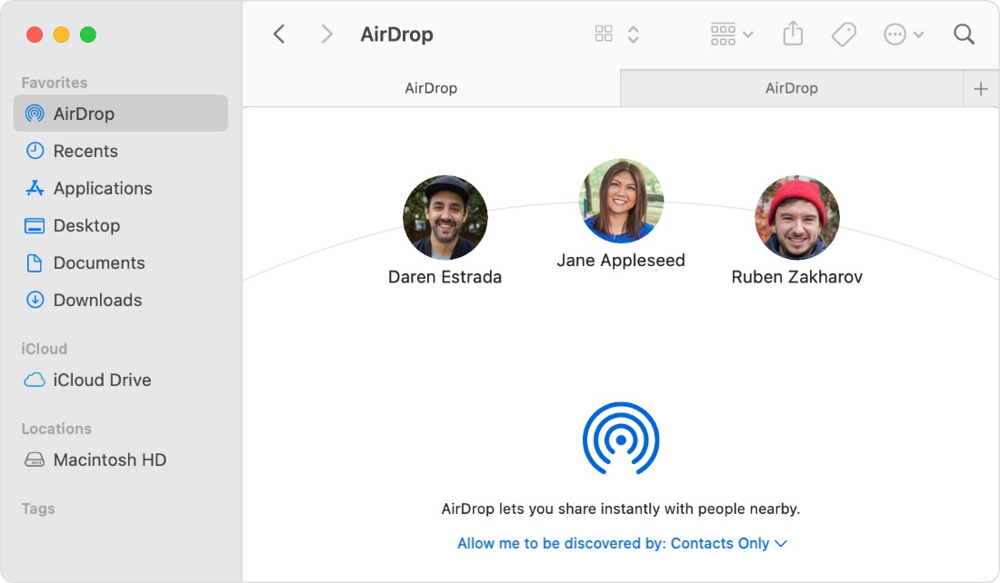 AirDrop
Favorites
AirDrop
Recents
Applications
Desktop
Documents
Downloads
iCloud
iCloud Drive
Locations
Macintosh HD
Tags
AirDrop
AirDrop
Daren Estrada
Jane Appleseed
Ruben Zakharov
AirDrop lets you share instantly with people nearby.
Allow me to be discovered by: Contacts Only